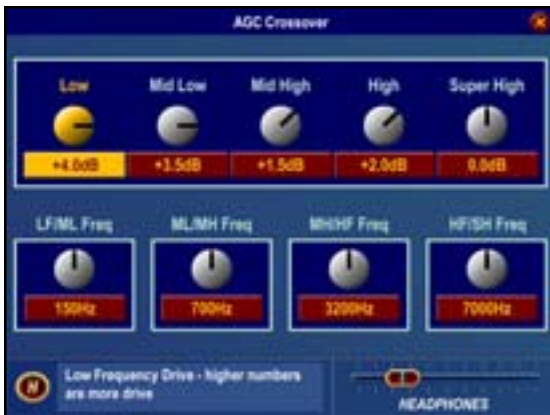 AGC Crossover
Low Mid Low Mid High High Super High
+4.0dB +3.5dB +1.5dB +2.0dB 0.0dB
LF/ML Freq ML/MH Freq MH/HF Freq HF/SH Freq
150Hz 700Hz 3200Hz 7000Hz
H Low Frequency Drive - higher numbers
are more drive
HEADPHONES